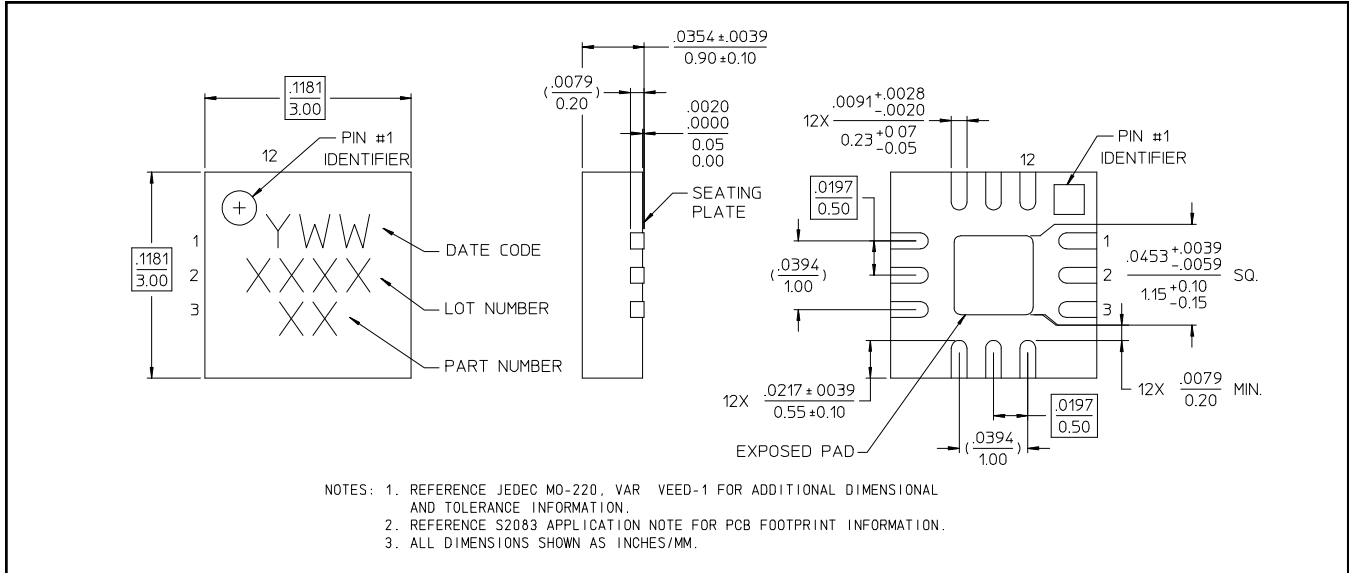 .1181
3.00
12
PIN #1
IDENTIFIER
.1181
3.00
1
2
3
YWW
XXXX
XX
DATE CODE
LOT NUMBER
PART NUMBER
.0354±.0039
0.90±0.10
(.0079
0.20)
.0020
.0000
0.05
0.00
SEATING
PLATE
12X .0091+.0028
-.0020
0.23+0 07
-0.05
12
PIN #1
IDENTIFIER
.0197
0.50
(.0394
1.00)
1
2
3
.0453+.0039
-.0059
1.15+0.10
-0.15
SQ.
12X .0217±0039
0.55±0.10
12X .0079
0.20 MIN.
.0197
0.50
(.0394
1.00)
EXPOSED PAD
NOTES: 1. REFERENCE JEDEC MO-220, VAR VEED-1 FOR ADDITIONAL DIMENSIONAL
AND TOLERANCE INFORMATION.
2. REFERENCE S2083 APPLICATION NOTE FOR PCB FOOTPRINT INFORMATION.
3. ALL DIMENSIONS SHOWN AS INCHES/MM.